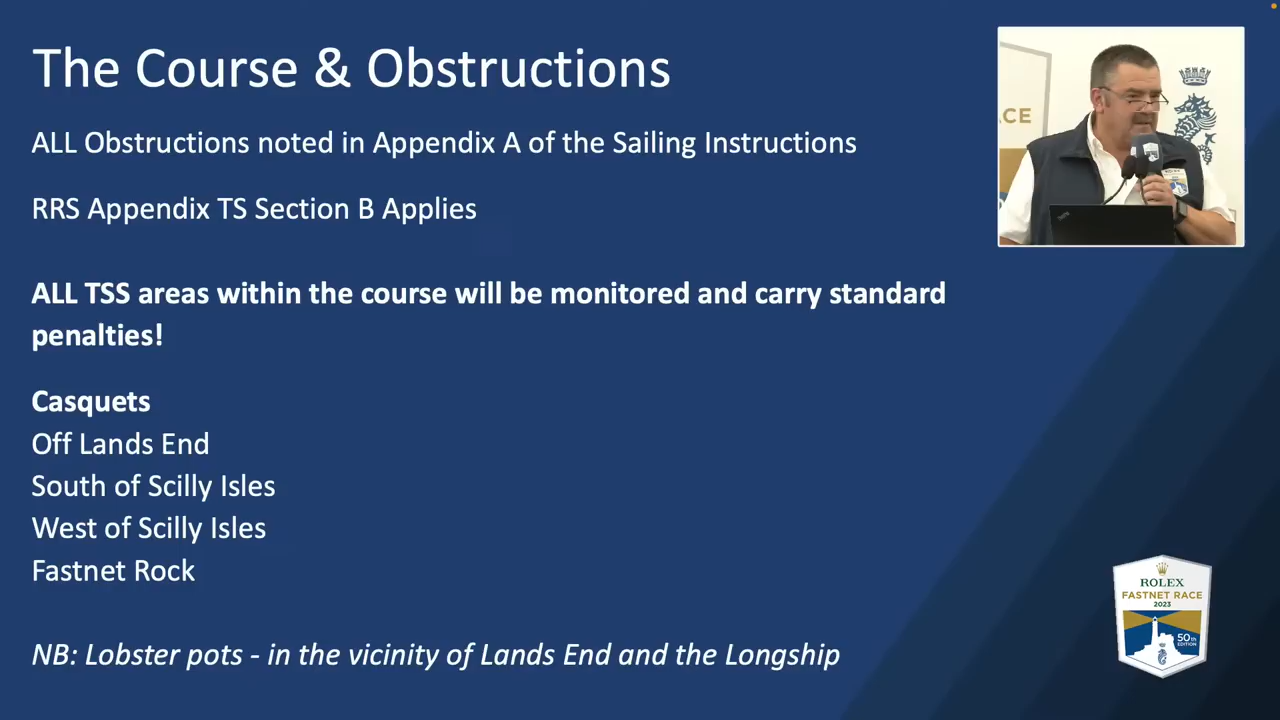 The Course & Obstructions
ALL Obstructions noted in Appendix A of the Sailing Instructions
RRS Appendix TS Section B Applies
ALL TSS areas within the course will be monitored and carry standard
penalties!
Casquets
Off Lands End
South of Scilly Isles
West of Scilly Isles
Fastnet Rock
NB: Lobster pots - in the vicinity of Lands End and the Longship
RACE
ROLEX
FASTNET RACE
2023
50th
EDITION